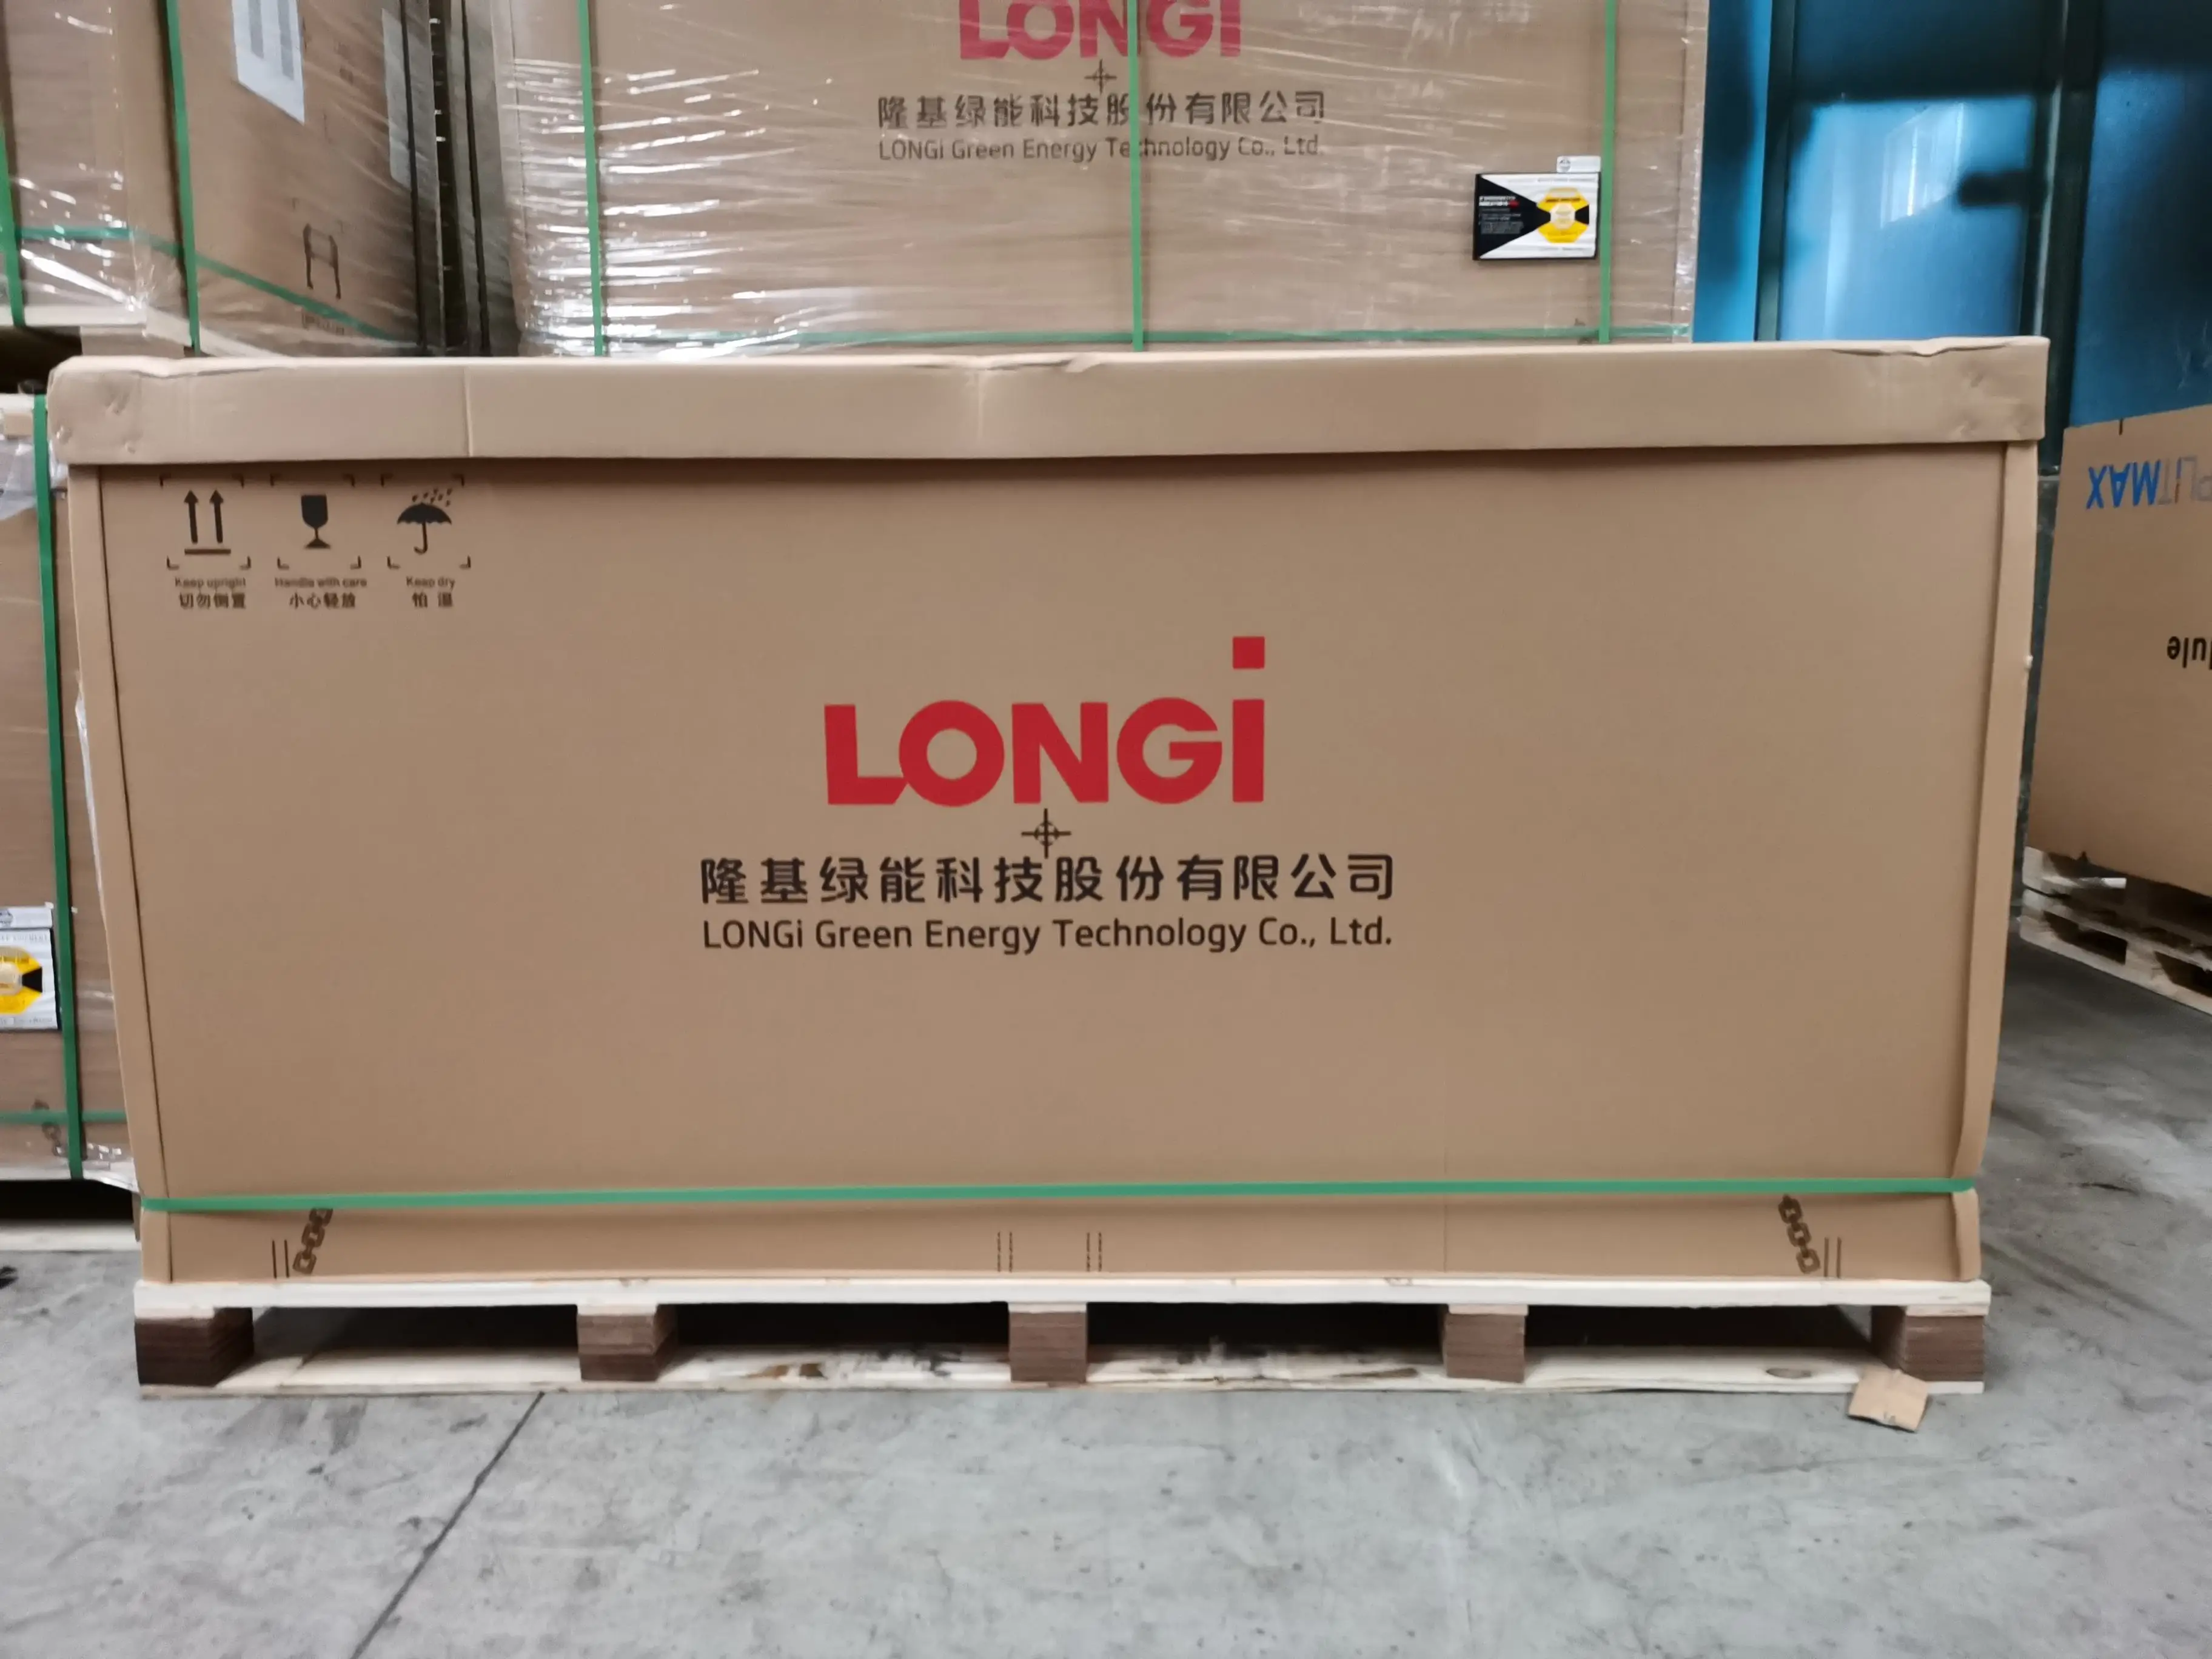 LONGi
隆基绿能科技股份有限公司
LONGi Green Energy Technology Co., Ltd.
Keep upright
切勿倒置
Handle with care
小心轻放
Keep dry
怕湿
LONGi
隆基绿能科技股份有限公司
LONGi Green Energy Technology Co., Ltd.